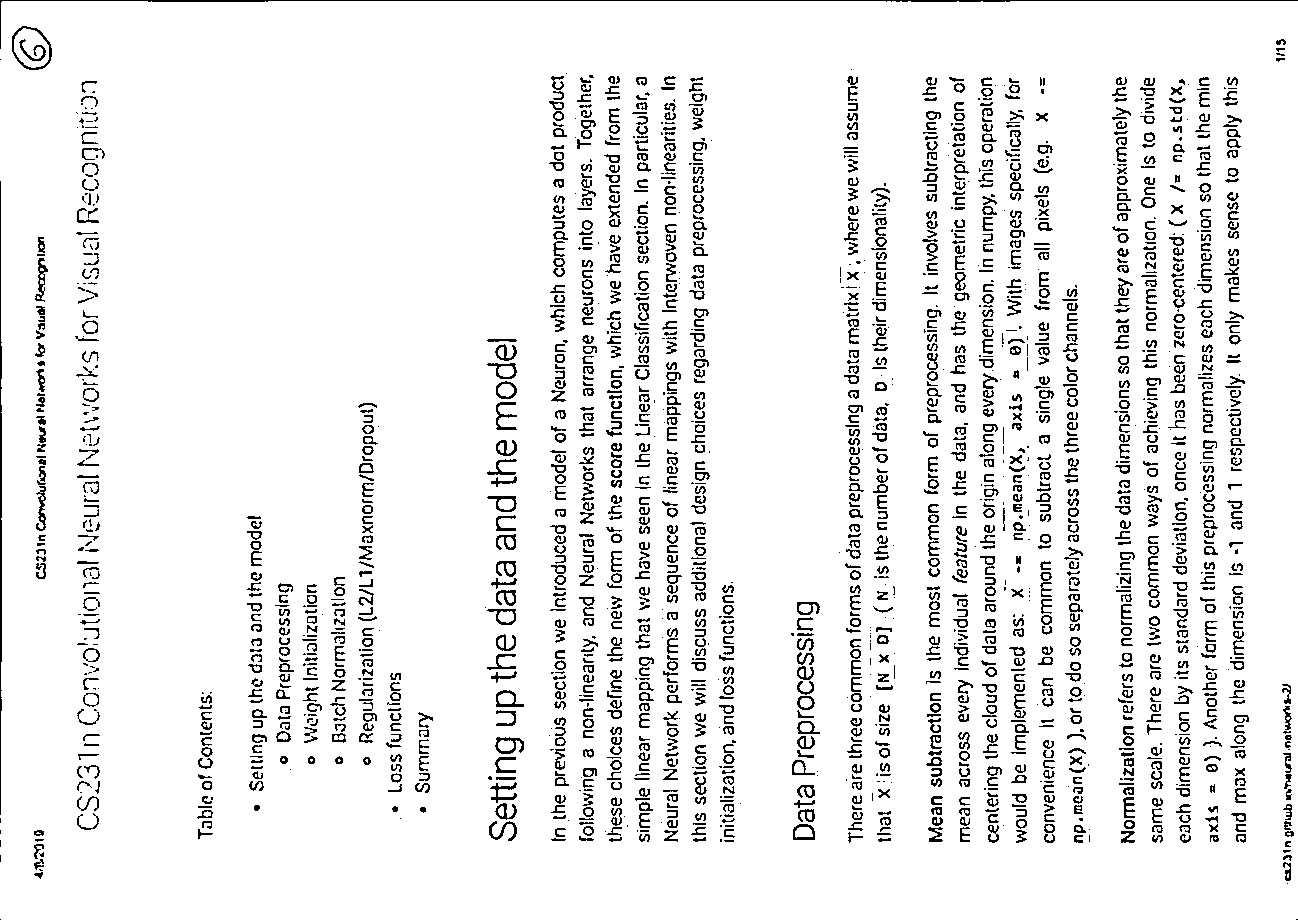 4/8/2019
CS231n Convolutional Neural Networks for Visual Recognition
6
CS231n Convolutional Neural Networks for Visual Recognition
Table of Contents:
• Setting up the data and the model
o Data Preprocessing
o Weight Initialization
o Batch Normalization
o Regularization (L2/L1/Maxnorm/Dropout)
• Loss functions
• Summary
Setting up the data and the model
In the previous section we introduced a model of a Neuron, which computes a dot product
following a non-linearity, and Neural Networks that arrange neurons into layers. Together,
these choices define the new form of the score function, which we have extended from the
simple linear mapping that we have seen in the Linear Classification section. In particular, a
Neural Network performs a sequence of linear mappings with interwoven non-linearities. In
this section we will discuss additional design choices regarding data preprocessing, weight
initialization, and loss functions.
Data Preprocessing
There are three common forms of data preprocessing a data matrix X , where we will assume
that X is of size [N x D] ( N is the number of data, D is their dimensionality).
Mean subtraction is the most common form of preprocessing. It involves subtracting the
mean across every individual feature in the data, and has the geometric interpretation of
centering the cloud of data around the origin along every dimension. In numpy, this operation
would be implemented as: X -= np.mean(X, axis = 0) . With images specifically, for
convenience it can be common to subtract a single value from all pixels (e.g. X -=
np.mean(X) ), or to do so separately across the three color channels.
Normalization refers to normalizing the data dimensions so that they are of approximately the
same scale. There are two common ways of achieving this normalization. One is to divide
each dimension by its standard deviation, once it has been zero-centered: ( X /= np.std(X,
axis = 0) ). Another form of this preprocessing normalizes each dimension so that the min
and max along the dimension is -1 and 1 respectively. It only makes sense to apply this
cs231n.github.io/neural-networks-2/
1/15